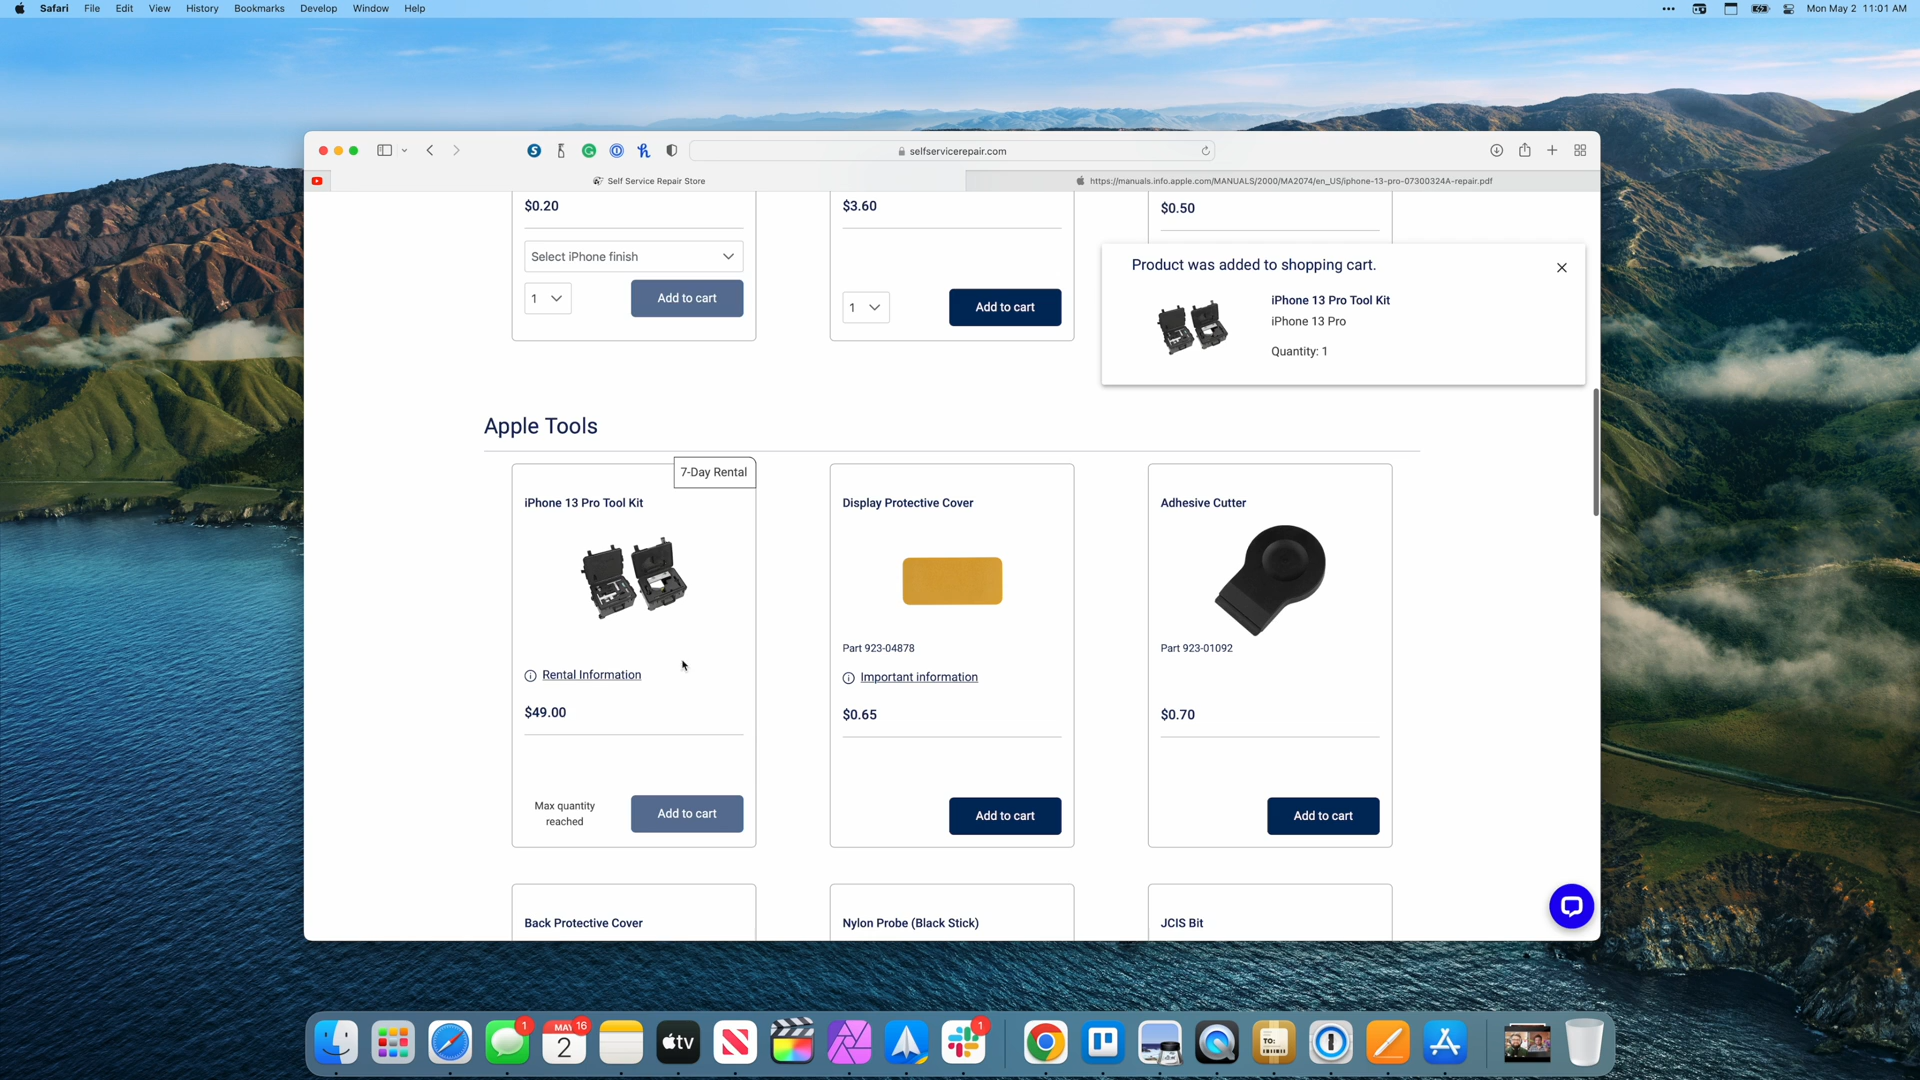 Safari File Edit View History Bookmarks Develop Window Help
Mon May 2 11:01 AM
selfservicerepair.com
Self Service Repair Store
https://manuals.info.apple.com/MANUALS/2000/MA2074/en_US/iphone-13-pro-07300324A-repair.pdf
$0.20
$3.60
$0.50
Select iPhone finish
1
Add to cart
1
Add to cart
Product was added to shopping cart.
iPhone 13 Pro Tool Kit
iPhone 13 Pro
Quantity: 1
Apple Tools
7-Day Rental
iPhone 13 Pro Tool Kit
Rental Information
$49.00
Max quantity
reached
Add to cart
Display Protective Cover
Part 923-04878
Important information
$0.65
Add to cart
Adhesive Cutter
Part 923-01092
$0.70
Add to cart
Back Protective Cover
Nylon Probe (Black Stick)
JCIS Bit
1
MAY
16
2
tv
1
TO: